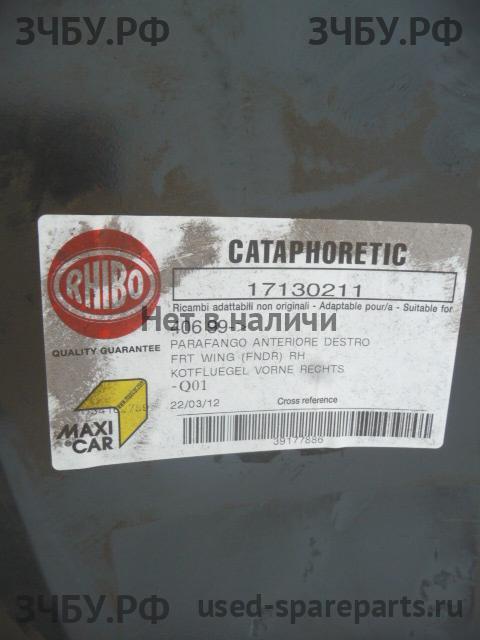 ЗЧБУ.РФ ЗЧБУ.РФ
RHIBO
QUALITY GUARANTEE
CATAPHORETIC
17130211
Ricambi adattabili non originali - Adaptable pour/a - Suitable for
406 99->
Нет в наличи
PARAFANGO ANTERIORE DESTRO
FRT WING (FNDR) RH
KOTFLUEGEL VORNE RECHTS
-Q01
22/03/12 Cross reference
MAXI CAR
39177886
ЗЧБУ.РФ used-spareparts.ru